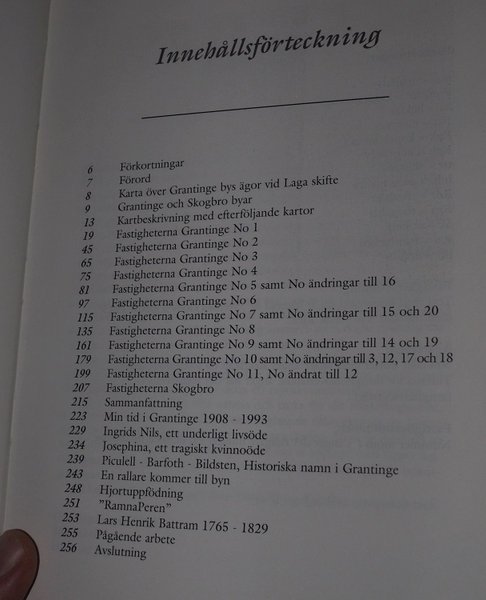 Innehållsförteckning
6 Förkortningar
7 Förord
8 Karta över Grantinge bys ägor vid Laga skifte
9 Grantinge och Skogbro byar
13 Kartbeskrivning med efterföljande kartor
19 Fastigheterna Grantinge No 1
45 Fastigheterna Grantinge No 2
65 Fastigheterna Grantinge No 3
75 Fastigheterna Grantinge No 4
81 Fastigheterna Grantinge No 5 samt No ändringar till 16
97 Fastigheterna Grantinge No 6
115 Fastigheterna Grantinge No 7 samt No ändringar till 15 och 20
135 Fastigheterna Grantinge No 8
161 Fastigheterna Grantinge No 9 samt No ändringar till 14 och 19
179 Fastigheterna Grantinge No 10 samt No ändringar till 3, 12, 17 och 18
199 Fastigheterna Grantinge No 11, No ändrat till 12
207 Fastigheterna Skogbro
215 Sammanfattning
223 Min tid i Grantinge 1908 - 1993
229 Ingrids Nils, ett underligt livsöde
234 Josephina, ett tragiskt kvinnoöde
239 Piculell - Barfoth - Bildsten, Historiska namn i Grantinge
243 En rallare kommer till byn
248 Hjortuppfödning
251 "RamnaPeren"
253 Lars Henrik Battram 1765 - 1829
255 Pågående arbete
256 Avslutning